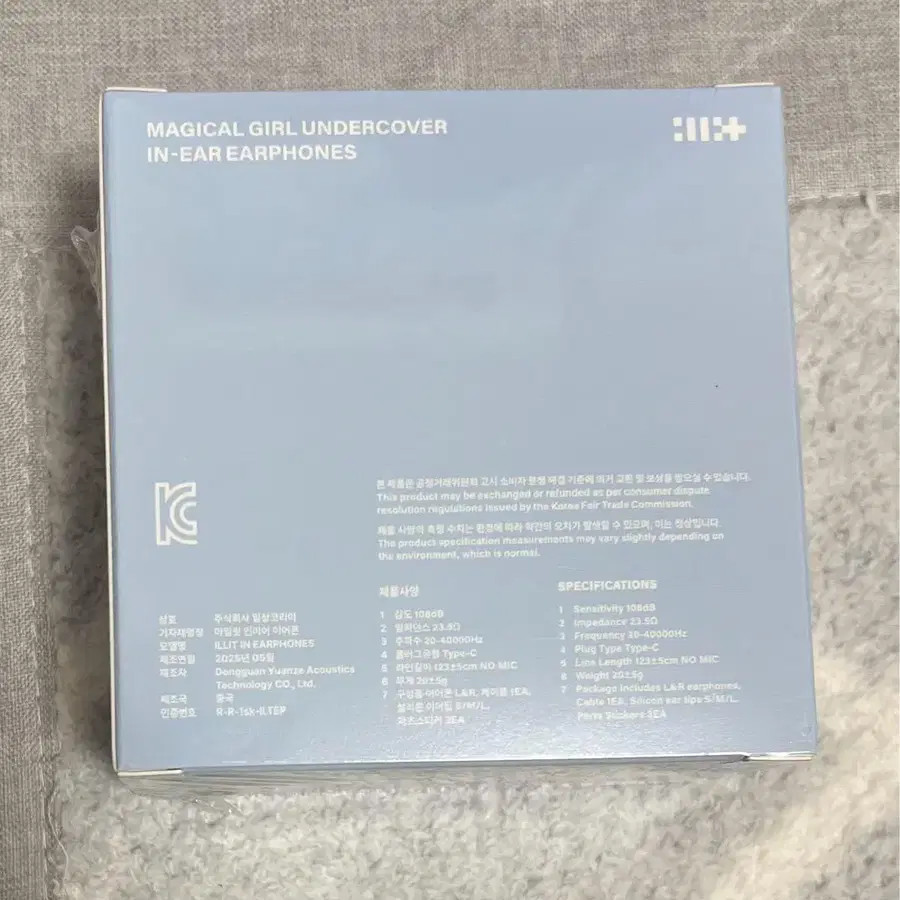 MAGICAL GIRL UNDERCOVER
IN-EAR EARPHONES
본 제품은 공정거래위원회 고시 소비자 분쟁 해결 기준에 의거 교환 및 보상을 받으실 수 있습니다.
This product may be exchanged or refunded as per consumer dispute
resolution regulations issued by the Korea Fair Trade Commission.
제품 사양의 측정 수치는 환경에 따라 약간의 오차가 발생할 수 있으며, 이는 정상입니다.
The product specification measurements may vary slightly depending on
the environment, which is normal.
상호 주식회사 필상코리아
기자재명칭 아일릿 인이어 이어폰
모델명 ILLIT IN EARPHONES
제조연월 2025년 05월
제조자 Dongguan Yuanze Acoustics
Technology CO., Ltd.
제조국 중국
인증번호 R-R-1sk-ILTEP
제품사양
1 감도 108dB
2 임피던스 23.5Ω
3 주파수 20-40000Hz
4 플러그유형 Type-C
5 라인길이 123±5cm NO MIC
6 무게 20±5g
7 구성품 이어폰 L&R, 케이블 1EA,
실리콘 이어팁 S/M/L,
파츠스티커 3EA
SPECIFICATIONS
1 Sensitivity 108dB
2 Impedance 23.5Ω
3 Frequency 20-40000Hz
4 Plug Type Type-C
5 Line Length 123±5cm NO MIC
6 Weight 20±5g
7 Package Includes L&R earphones,
Cable 1EA, Silicon ear tips S/M/L,
Parts Stickers 3EA